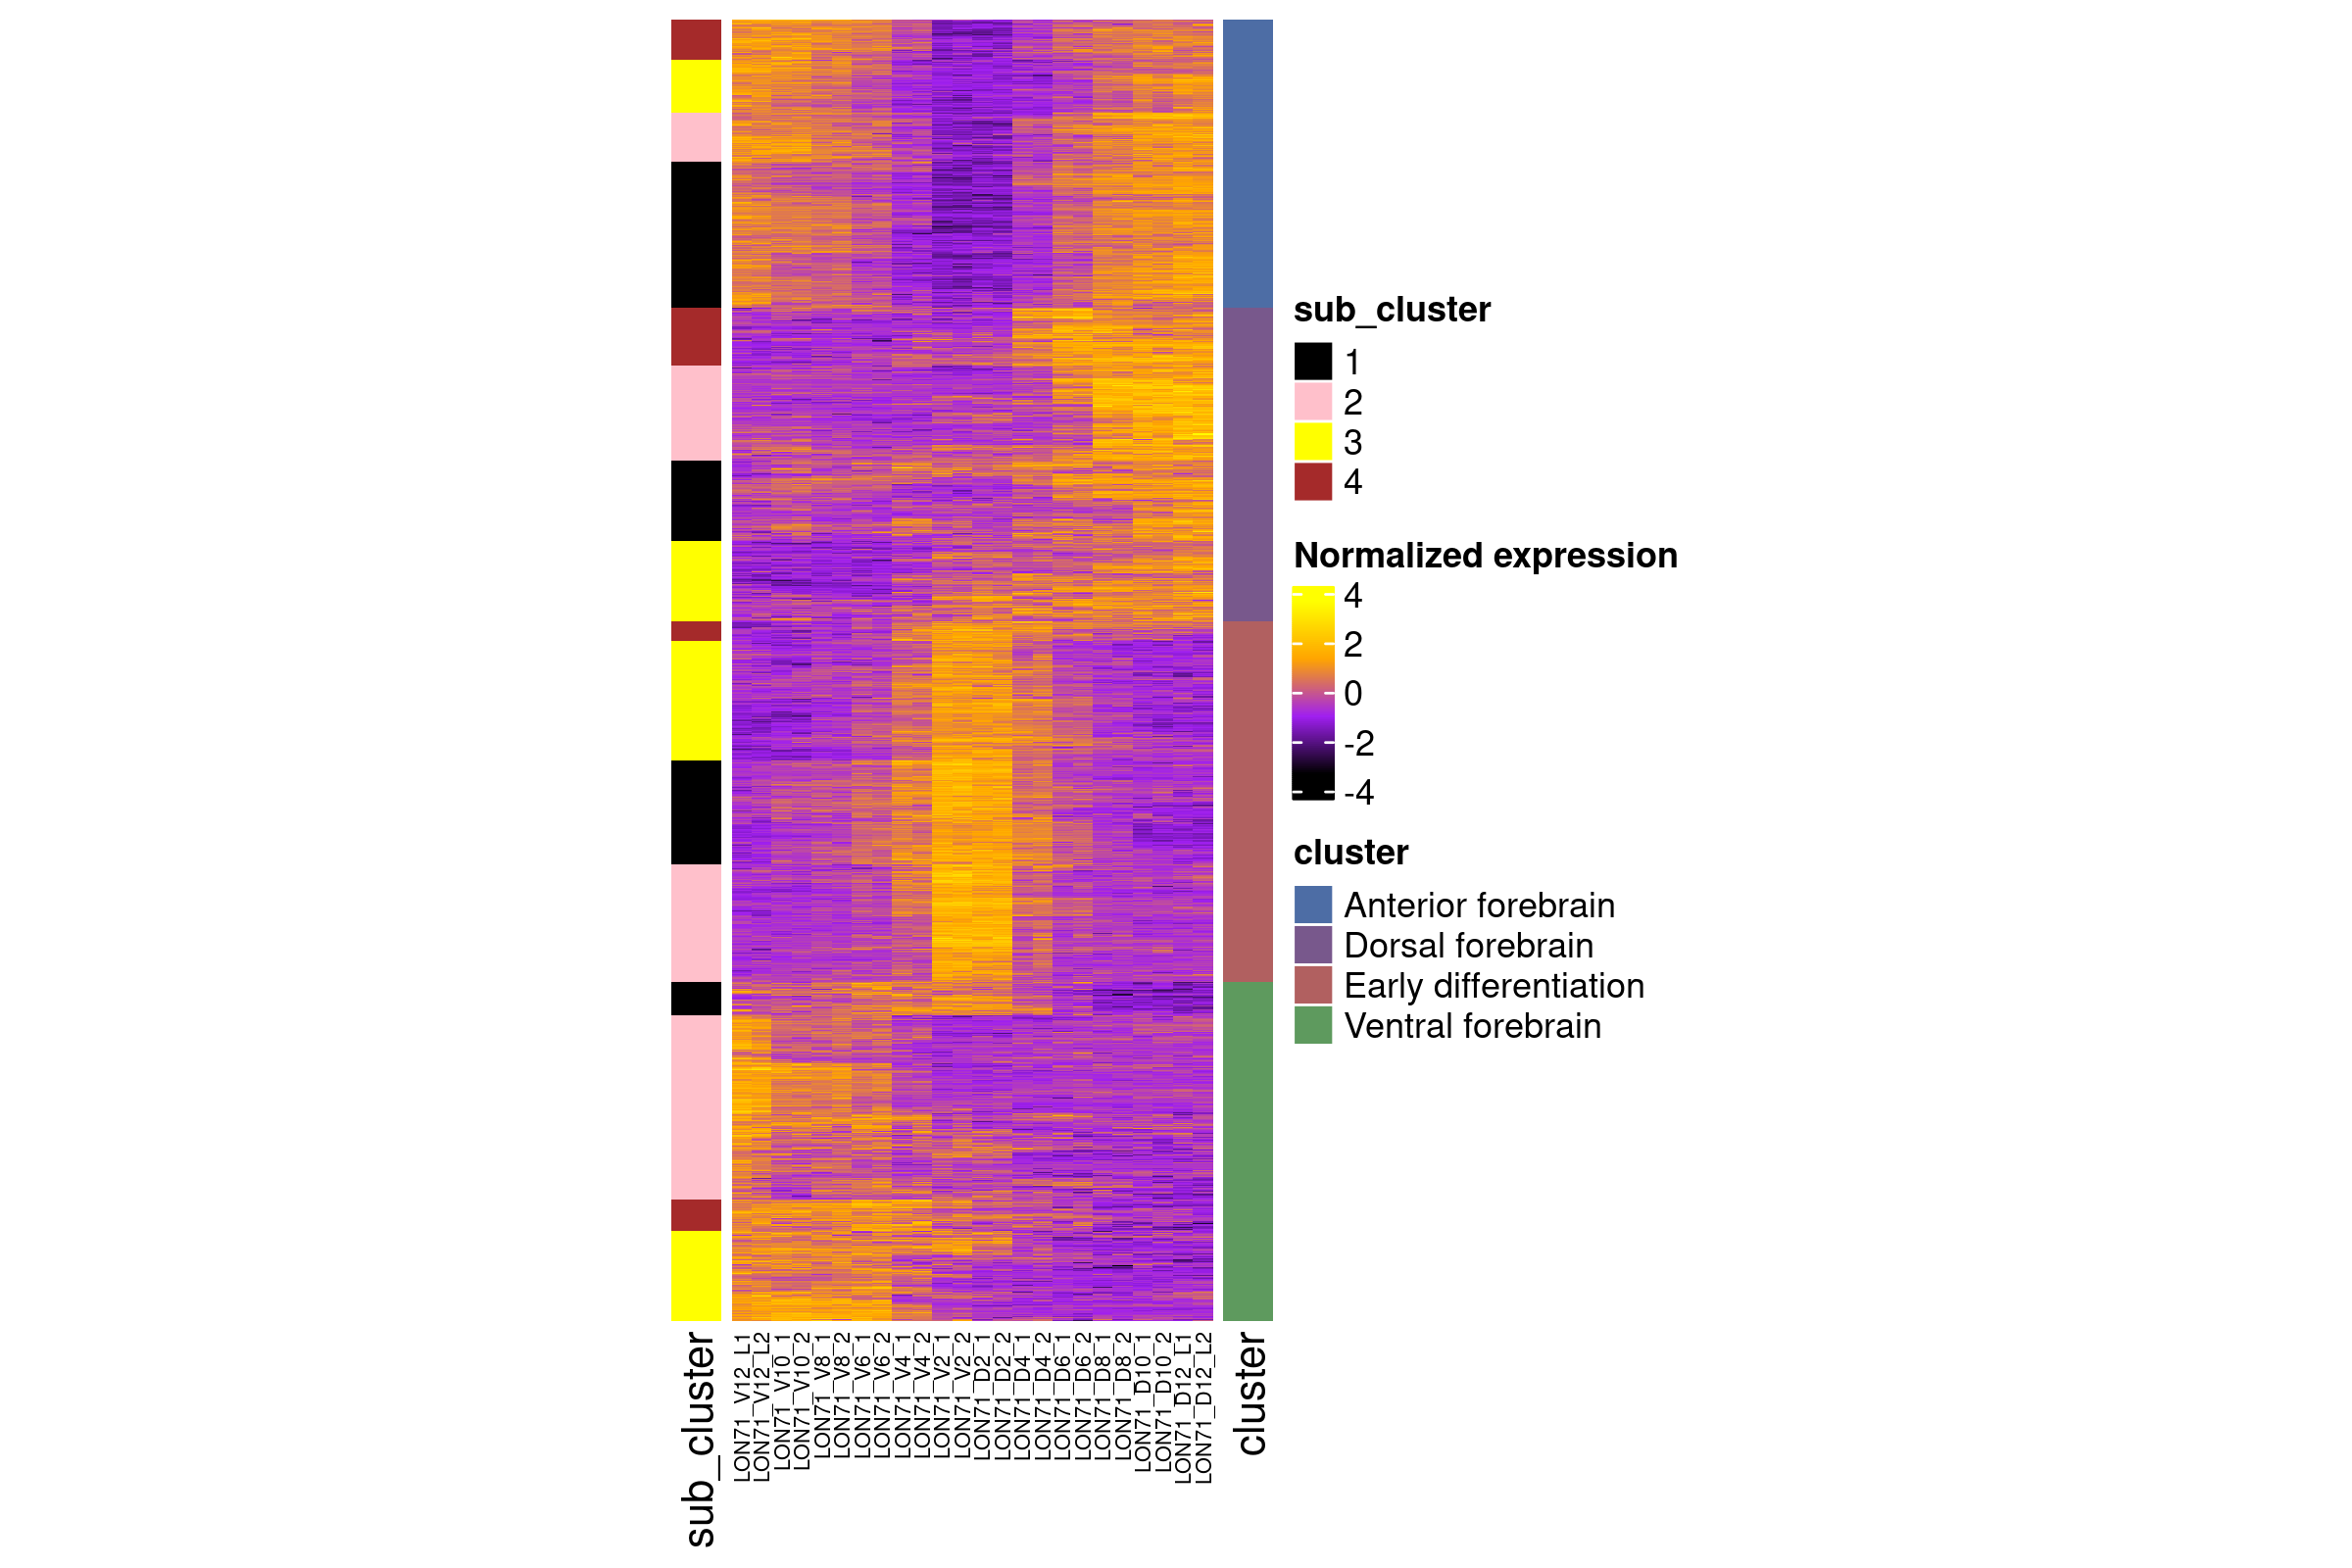 sub_cluster
1
2
3
4
Normalized expression
4
2
0
-2
-4
cluster
Anterior forebrain
Dorsal forebrain
Early differentiation
Ventral forebrain
sub_cluster
LON71_V12_L1
LON71_V12_L2
LON71_V10_1
LON71_V10_2
LON71_V8_1
LON71_V8_2
LON71_V6_1
LON71_V6_2
LON71_V4_1
LON71_V4_2
LON71_V2_1
LON71_V2_2
LON71_D2_1
LON71_D2_2
LON71_D4_1
LON71_D4_2
LON71_D6_1
LON71_D6_2
LON71_D8_1
LON71_D8_2
LON71_D10_1
LON71_D10_2
LON71_D12_L1
LON71_D12_L2
cluster